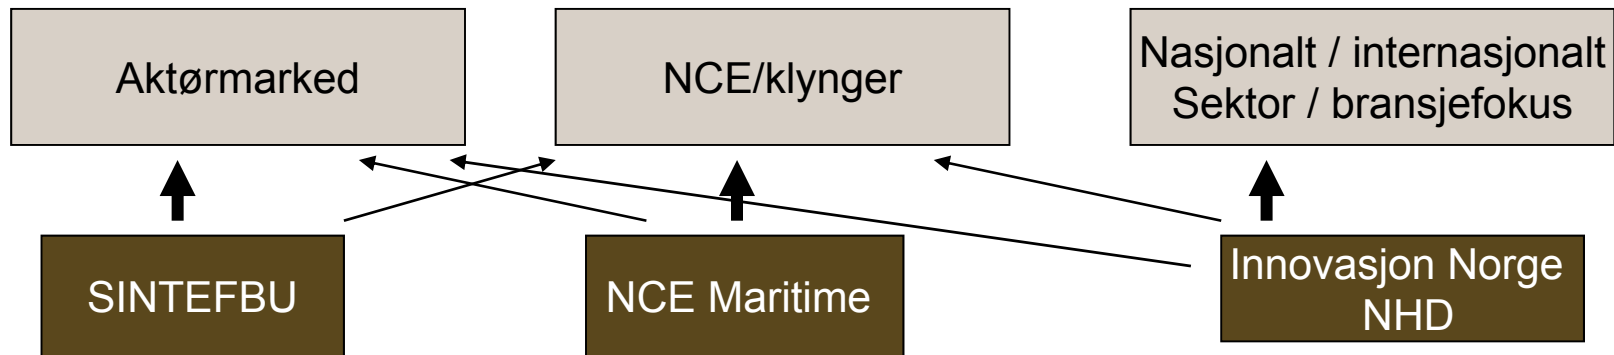 Aktørmarked
NCE/klynger
Nasjonalt / internasjonalt
Sektor / bransjefokus
SINTEFBU
NCE Maritime
Innovasjon Norge
NHD